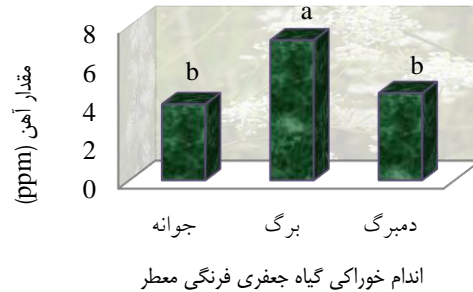 مقدار آهن (ppm)
8
6
4
2
0
b
a
b
جوانه
برگ
دمبرگ
اندام خوراکی گیاه جعفری فرنگی معطر